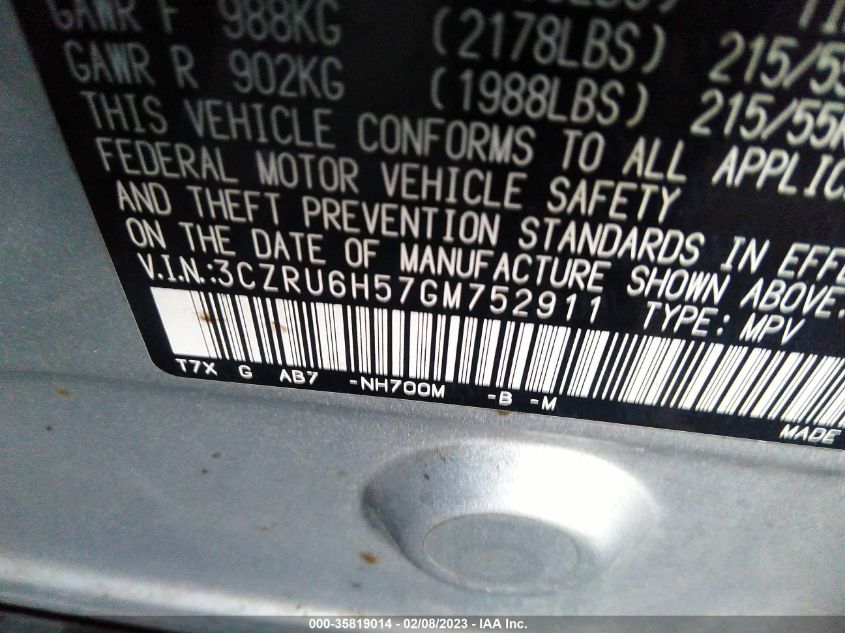 GAWR F 988KG (2178LBS) 215/55
GAWR R 902KG (1988LBS) 215/55
THIS VEHICLE CONFORMS TO ALL
FEDERAL MOTOR VEHICLE SAFETY
AND THEFT PREVENTION STANDARDS IN
ON THE DATE OF MANUFACTURE SHOWN ABOVE.
V.I.N.:3CZRU6H57GM752911 TYPE: MPV
T7X G AB7 -NH700M -B -M
MADE
000-35819014 - 02/08/2023 - IAA Inc.